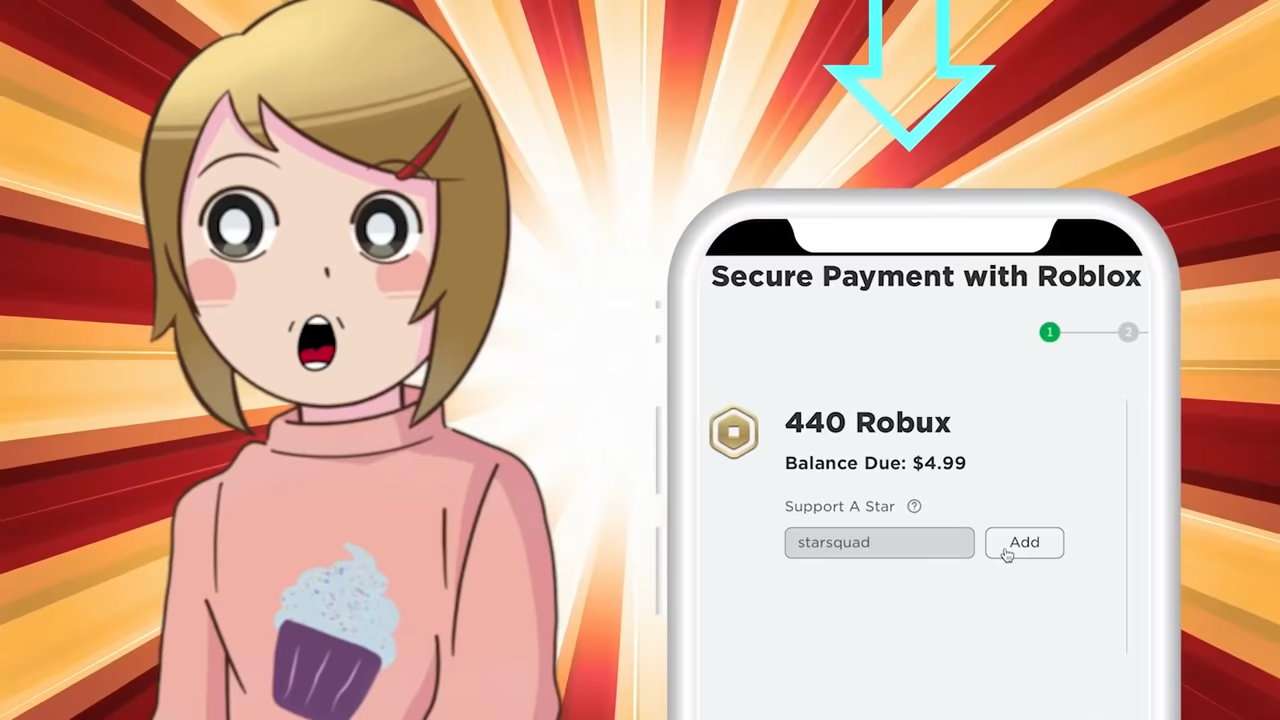 Secure Payment with Roblox
1 2
440 Robux
Balance Due: $4.99
Support A Star ?
starsquad Add